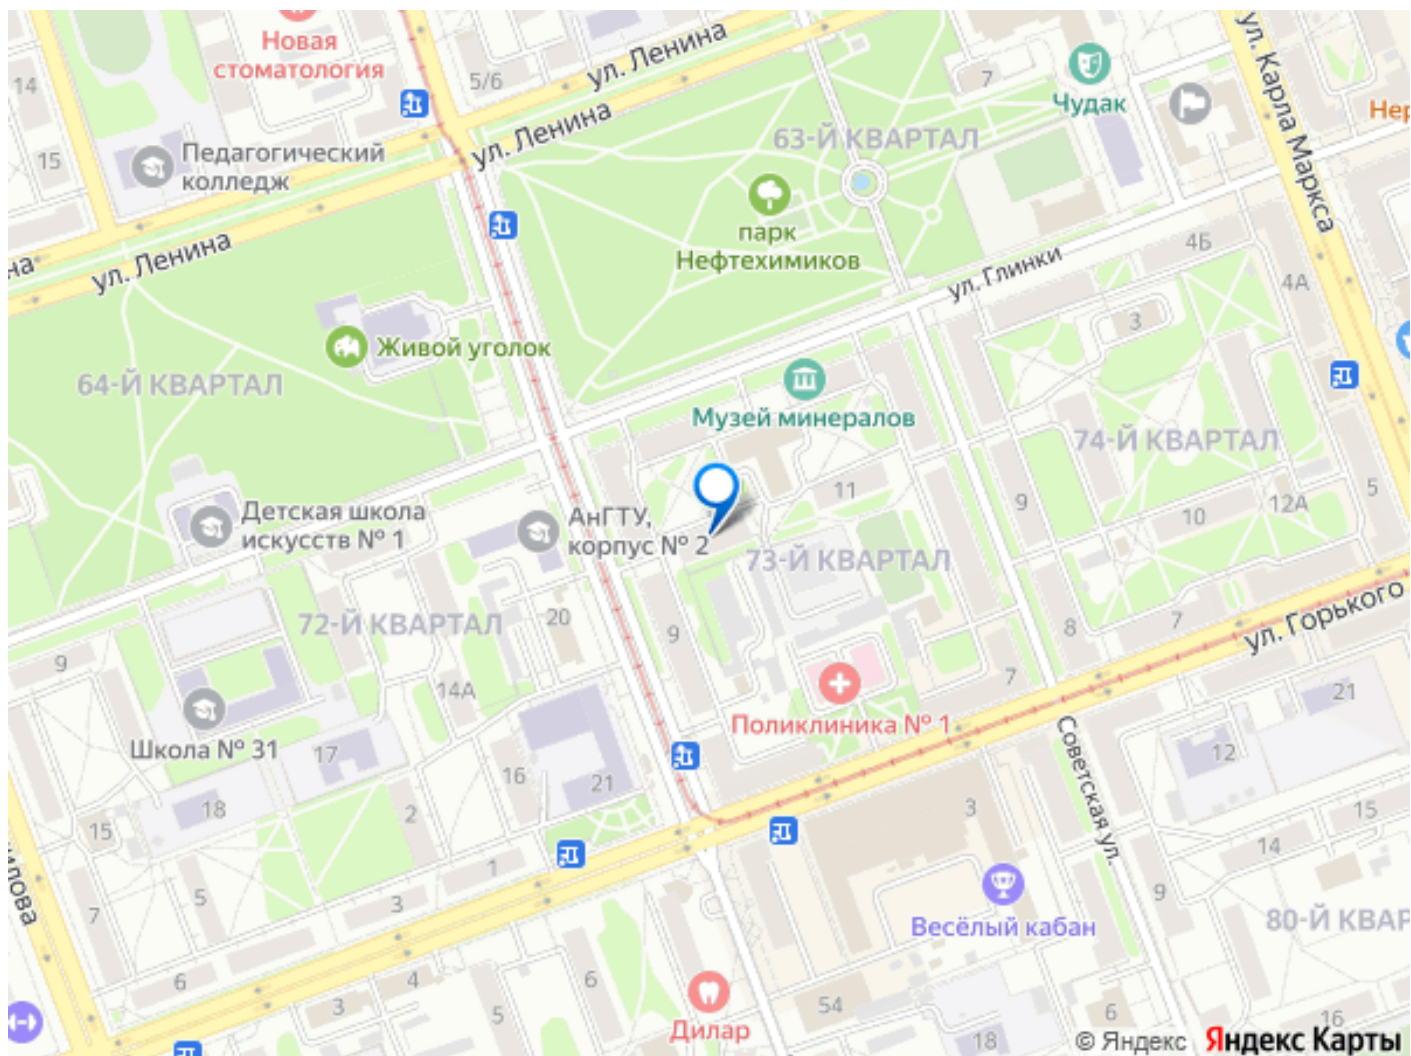 Новая
стоматология
14
15
5/6
ул. Ленина
ул. Ленина
ул. Карла Маркса
7
Чудак
63-Й КВАРТАЛ
Педагогический
колледж
парк
Нефтехимиков
ул. Ленина
4Б
ул. Глинки
4А
3
Живой уголок
64-Й КВАРТАЛ
Музей минералов
74-Й КВАРТАЛ
Детская школа
искусств № 1
АнГТУ,
корпус № 2
11
9
10
12А
5
73-Й КВАРТАЛ
72-Й КВАРТАЛ
20
9
9
8
7
ул. Горького
7
14А
Поликлиника № 1
21
12
Школа № 31
17
16
21
Советская ул.
18
2
15
3
15
14
1
5
3
7
9
Весёлый кабан
80-Й КВАР
6
4
3
6
5
Дилар
54
6
18
16
© Яндекс Яндекс Карты